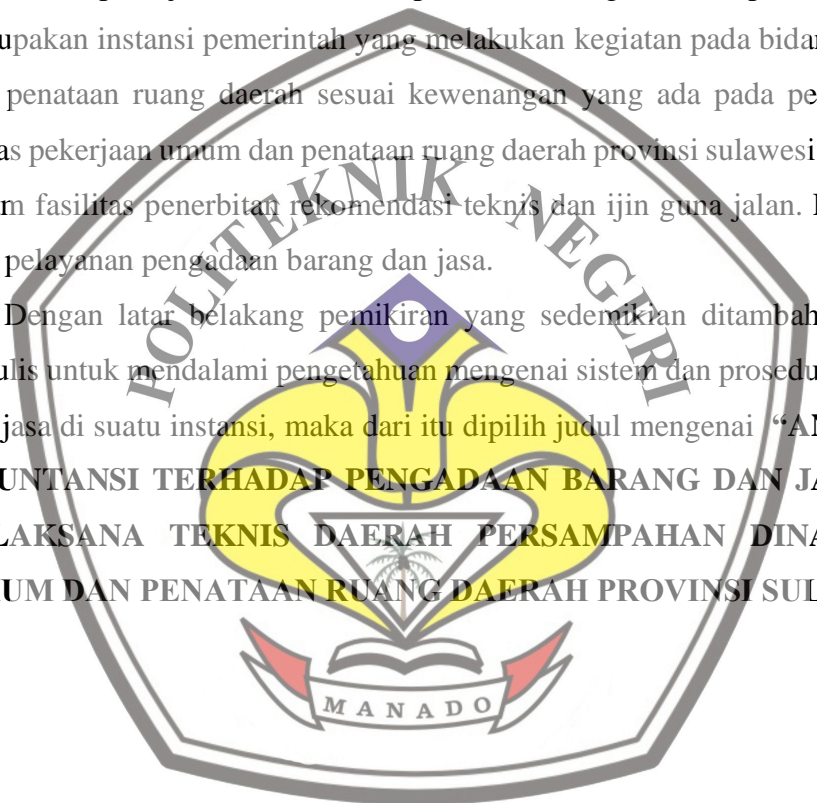 upakan instansi pemerintah yang melakukan kegiatan pada bidan
penataan ruang daerah sesuai kewenangan yang ada pada pe
as pekerjaan umum dan penataan ruang daerah provinsi sulawesi
m fasilitas penerbitan rekomendasi teknis dan ijin guna jalan.
pelayanan pengadaan barang dan jasa.
Dengan latar belakang pemikiran yang sedemikian ditambah
ulis untuk mendalami pengetahuan mengenai sistem dan prosedu
jasa di suatu instansi, maka dari itu dipilih judul mengenai "AN
UNTANSI TERHADAP PENGADAAN BARANG DAN JA
LAKSANA TEKNIS DAERAH PERSAMPAHAN DINA
UM DAN PENATAAN RUANG DAERAH PROVINSI SUL
POLITEKNIK NEGERI
MANADO